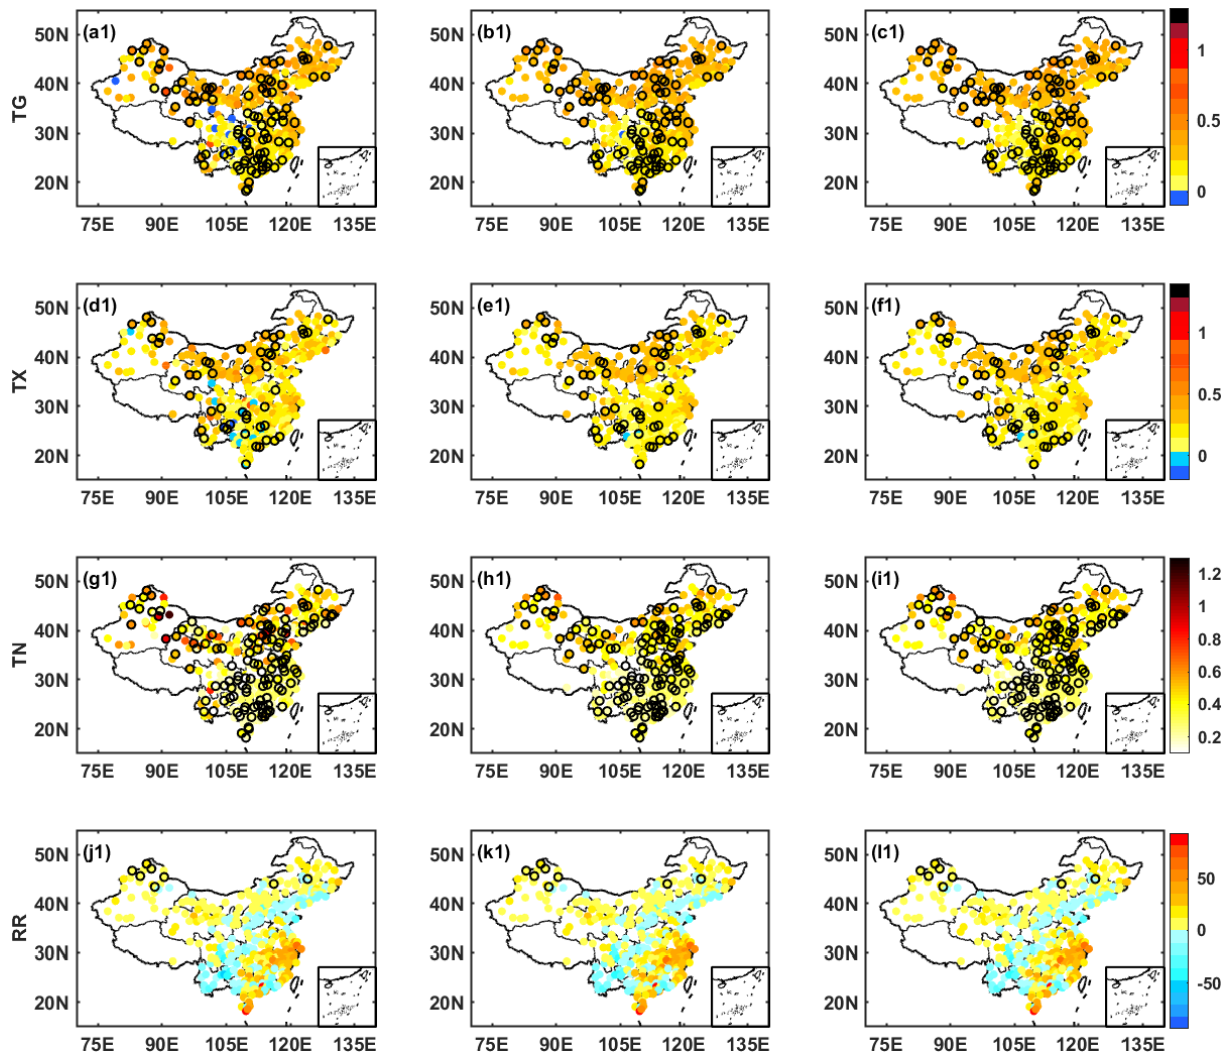 (a1) (b1) (c1)
50N 50N 50N
1
40N 40N 40N
TG
0.5
30N 30N 30N
20N 20N 20N
0
75E 90E 105E 120E 135E 75E 90E 105E 120E 135E 75E 90E 105E 120E 135E
(d1) (e1) (f1)
50N 50N 50N
1
40N 40N 40N
TX
0.5
30N 30N 30N
20N 20N 20N
0
75E 90E 105E 120E 135E 75E 90E 105E 120E 135E 75E 90E 105E 120E 135E
(g1) (h1) (i1)
50N 50N 50N
1.2
1
40N 40N 40N
0.8
TN
0.6
30N 30N 30N
0.4
20N 20N 20N
0.2
75E 90E 105E 120E 135E 75E 90E 105E 120E 135E 75E 90E 105E 120E 135E
(j1) (k1) (l1)
50N 50N 50N
50
40N 40N 40N
RR
0
30N 30N 30N
-50
20N 20N 20N
75E 90E 105E 120E 135E 75E 90E 105E 120E 135E 75E 90E 105E 120E 135E